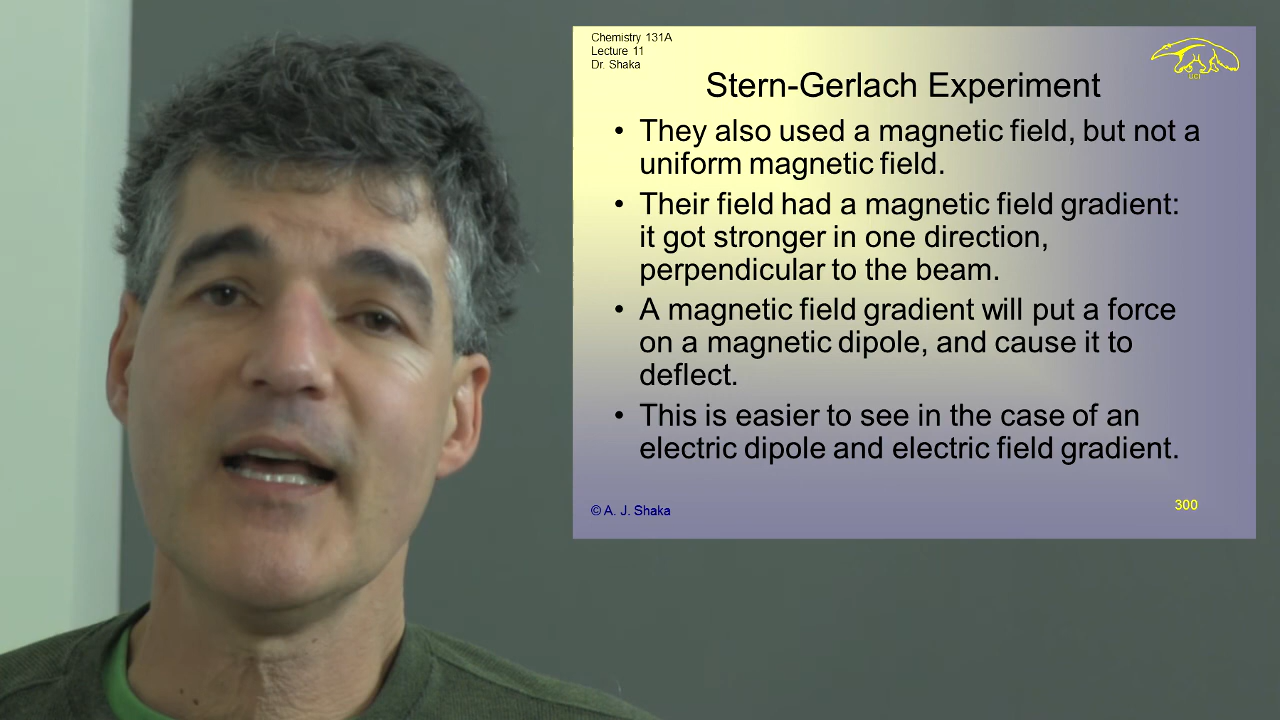 Chemistry 131A
Lecture 11
Dr. Shaka
UCI
Stern-Gerlach Experiment
• They also used a magnetic field, but not a
uniform magnetic field.
• Their field had a magnetic field gradient:
it got stronger in one direction,
perpendicular to the beam.
• A magnetic field gradient will put a force
on a magnetic dipole, and cause it to
deflect.
• This is easier to see in the case of an
electric dipole and electric field gradient.
© A. J. Shaka
300